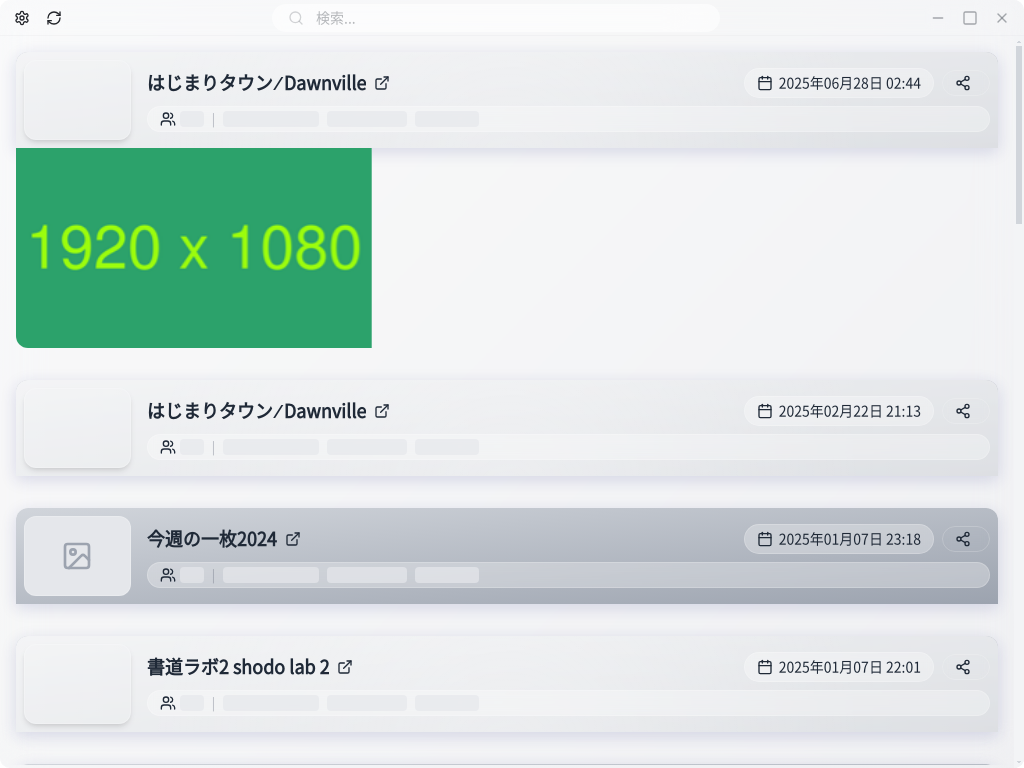 検索...
はじまりタウン⁄Dawnville
2025年06月28日 02:44
1920 x 1080
はじまりタウン⁄Dawnville
2025年02月22日 21:13
今週の一枚2024
2025年01月07日 23:18
書道ラボ2 shodo lab 2
2025年01月07日 22:01